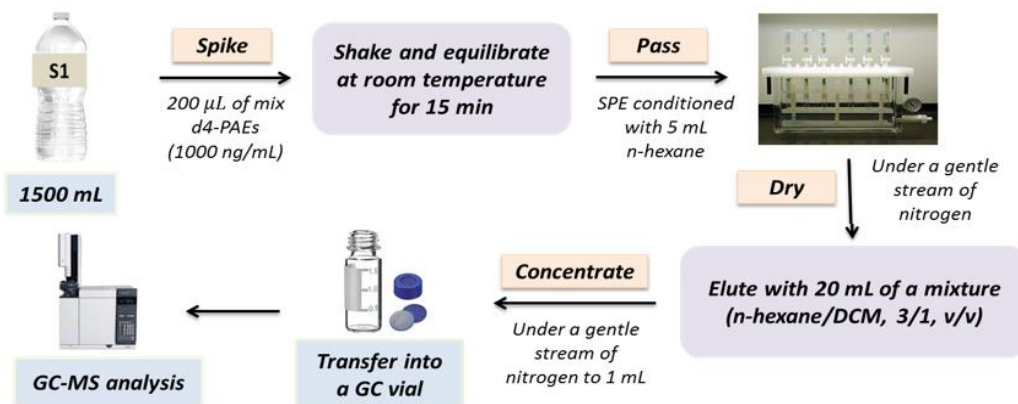 S1
1500 mL
Spike
200 μL of mix
d4-PAEs
(1000 ng/mL)
Shake and equilibrate
at room temperature
for 15 min
Pass
SPE conditioned
with 5 mL
n-hexane
Dry
Under a gentle
stream of
nitrogen
Elute with 20 mL of a mixture
(n-hexane/DCM, 3/1, v/v)
Concentrate
Under a gentle
stream of
nitrogen to 1 mL
Transfer into
a GC vial
GC-MS analysis